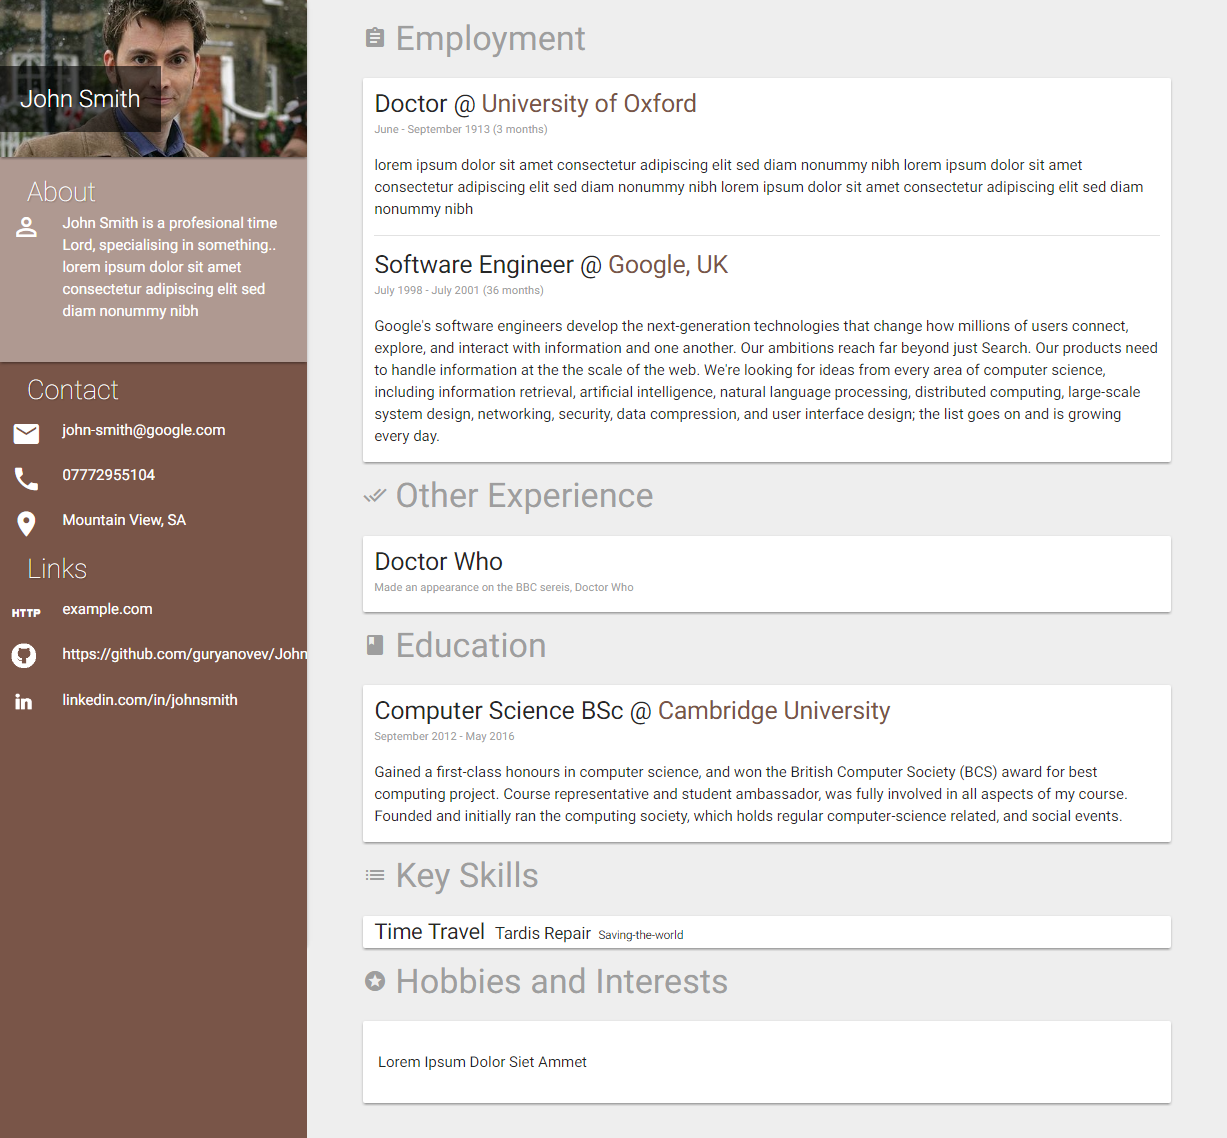 John Smith
About
John Smith is a profesional time
Lord, specialising in something..
lorem ipsum dolor sit amet
consectetur adipiscing elit sed
diam nonummy nibh
Contact
john-smith@google.com
07772955104
Mountain View, SA
Links
HTTP example.com
https://github.com/guryanovev/John
in linkedin.com/in/johnsmith
Employment
Doctor @ University of Oxford
June - September 1913 (3 months)
lorem ipsum dolor sit amet consectetur adipiscing elit sed diam nonummy nibh lorem ipsum dolor sit amet
consectetur adipiscing elit sed diam nonummy nibh lorem ipsum dolor sit amet consectetur adipiscing elit sed diam
nonummy nibh
Software Engineer @ Google, UK
July 1998 - July 2001 (36 months)
Google's software engineers develop the next-generation technologies that change how millions of users connect,
explore, and interact with information and one another. Our ambitions reach far beyond just Search. Our products need
to handle information at the the scale of the web. We're looking for ideas from every area of computer science,
including information retrieval, artificial intelligence, natural language processing, distributed computing, large-scale
system design, networking, security, data compression, and user interface design; the list goes on and is growing
every day.
Other Experience
Doctor Who
Made an appearance on the BBC sereis, Doctor Who
Education
Computer Science BSc @ Cambridge University
September 2012 - May 2016
Gained a first-class honours in computer science, and won the British Computer Society (BCS) award for best
computing project. Course representative and student ambassador, was fully involved in all aspects of my course.
Founded and initially ran the computing society, which holds regular computer-science related, and social events.
Key Skills
Time Travel Tardis Repair Saving-the-world
Hobbies and Interests
Lorem Ipsum Dolor Siet Ammet